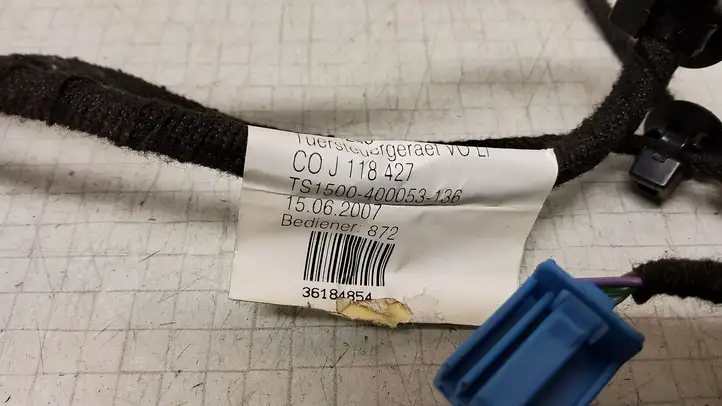 Tuersteuergeraet VO LI
CO J 118 427
TS1500-400053-136
15.06.2007
Bediener: 872
36184854